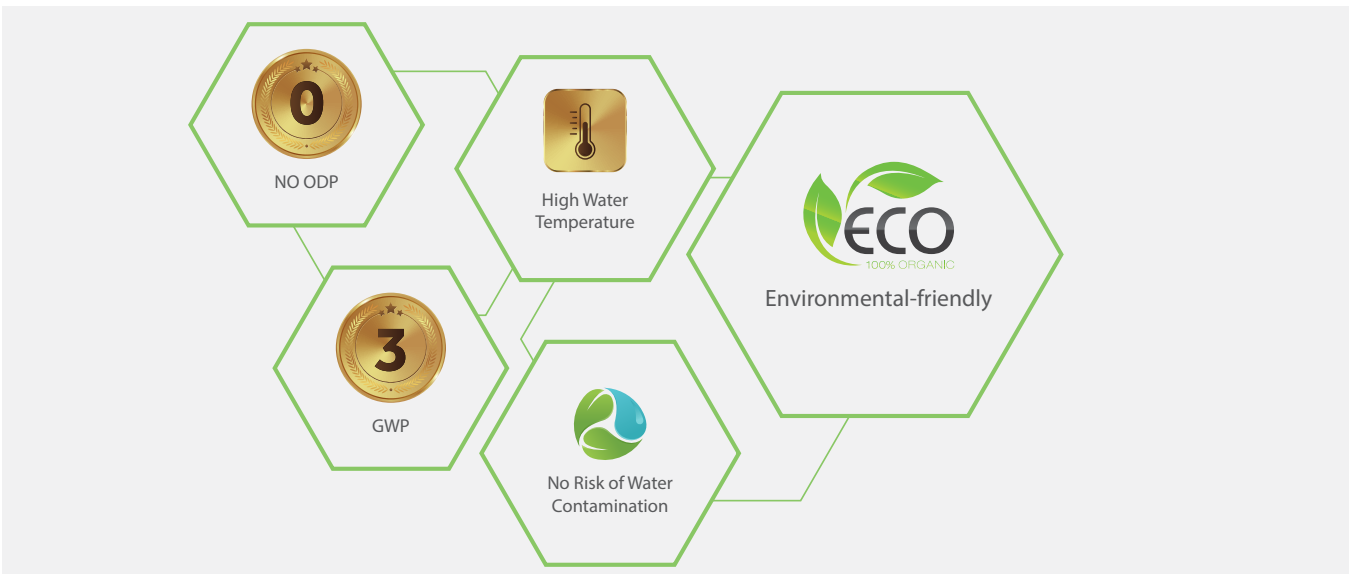 0
NO ODP
High Water
Temperature
ECO
100% ORGANIC
Environmental-friendly
3
GWP
No Risk of Water
Contamination